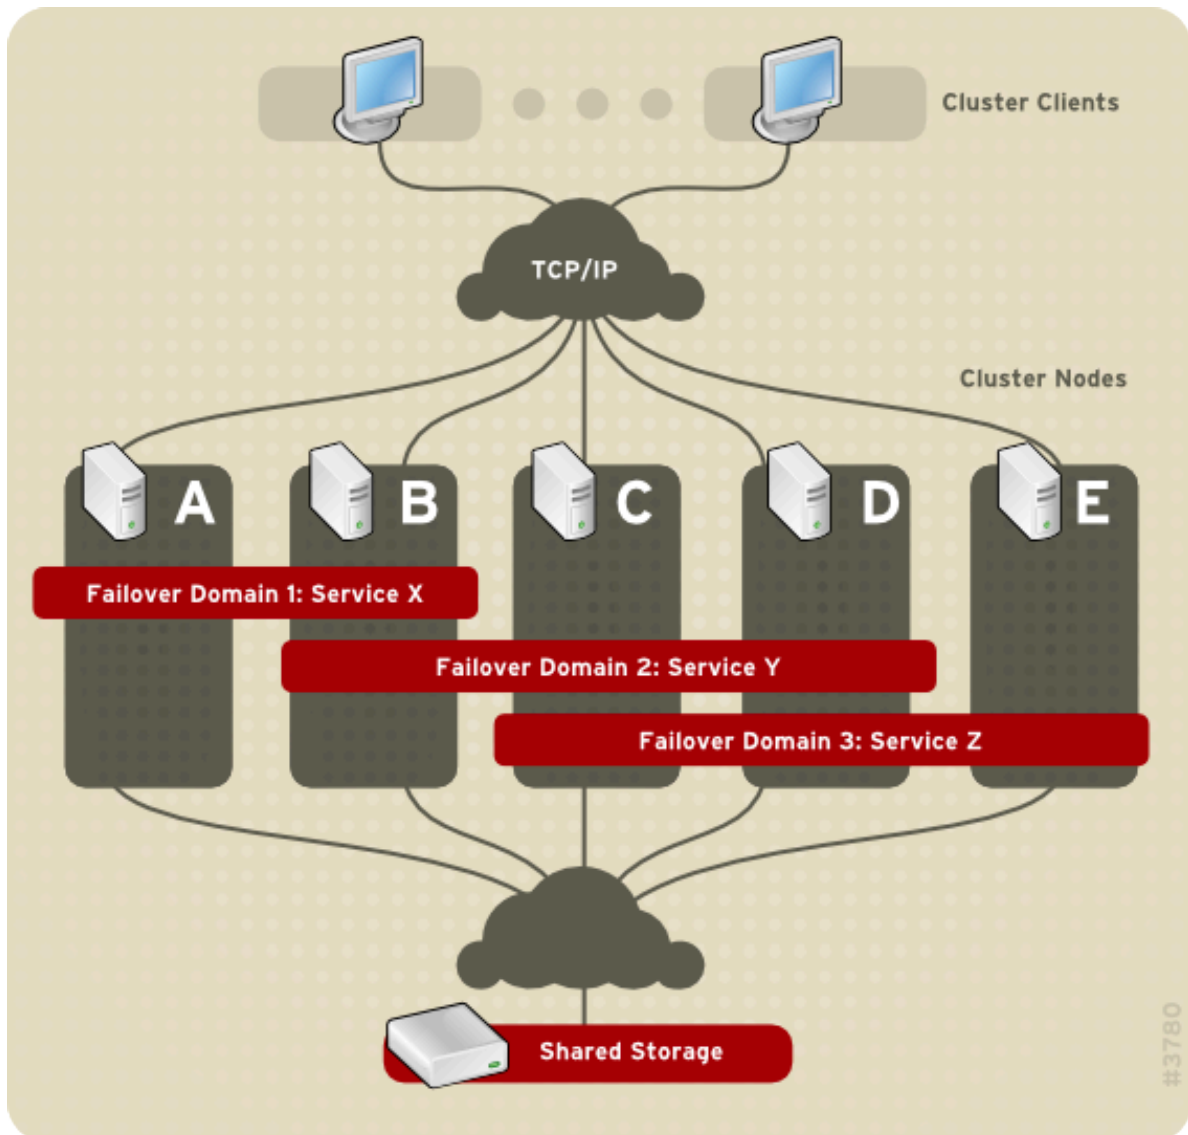 Cluster Clients
TCP/IP
Cluster Nodes
A
B
C
D
E
Failover Domain 1: Service X
Failover Domain 2: Service Y
Failover Domain 3: Service Z
Shared Storage
#3780